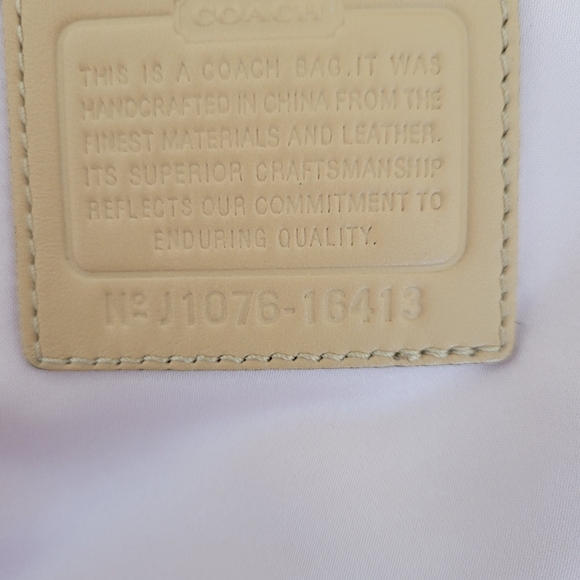 COACH
THIS IS A COACH BAG. IT WAS
HANDCRAFTED IN CHINA FROM THE
FINEST MATERIALS AND LEATHER.
ITS SUPERIOR CRAFTSMANSHIP
REFLECTS OUR COMMITMENT TO
ENDURING QUALITY.
Nº J1076-16413